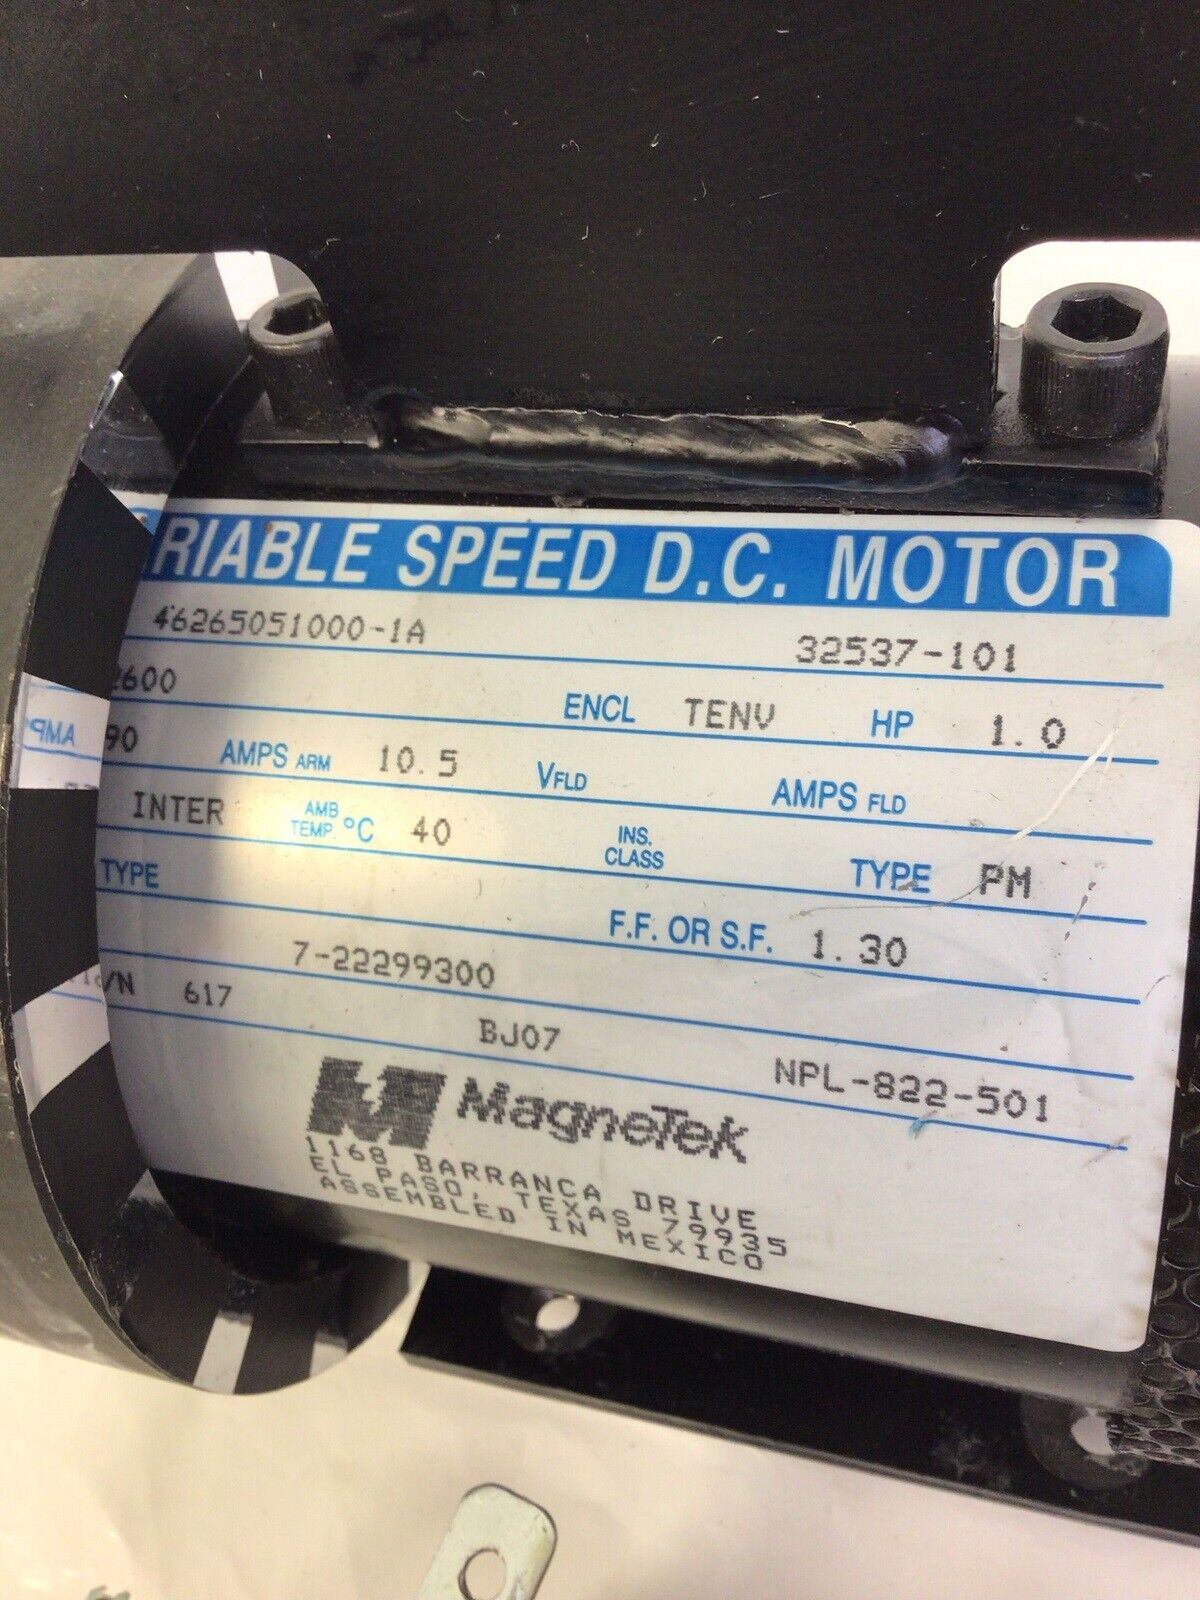 RIABLE SPEED D.C. MOTOR
46265051000-1A 32537-101
2600 ENCL TENV HP 1.0
90 AMPS ARM 10.5 VFLD AMPS FLD
INTER AMB TEMP. °C 40 INS. CLASS TYPE PM
TYPE F.F. OR S.F. 1.30
7-22299300
/N 617 BJ07 NPL-822-501
MagneTek
1168 BARRANCA DRIVE
EL PASO, TEXAS 79935
ASSEMBLED IN MEXICO
AMP